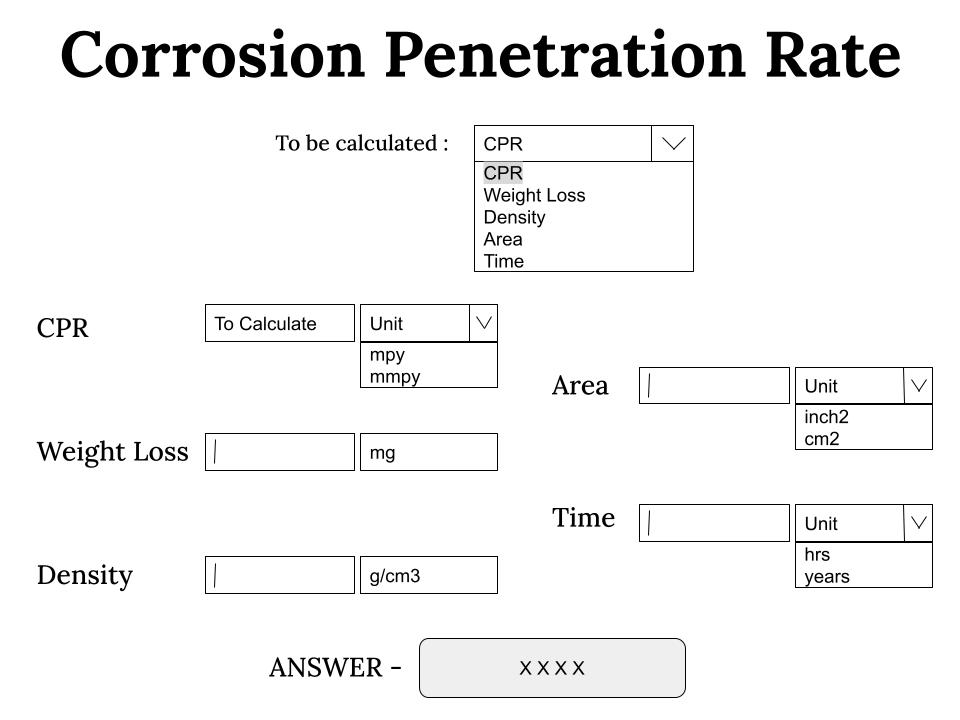 Corrosion Penetration Rate
To be calculated : CPR
CPR
Weight Loss
Density
Area
Time
CPR To Calculate Unit
mpy
mmpy
Area Unit
inch2
cm2
Weight Loss mg
Time Unit
hrs
years
Density g/cm3
ANSWER - X X X X